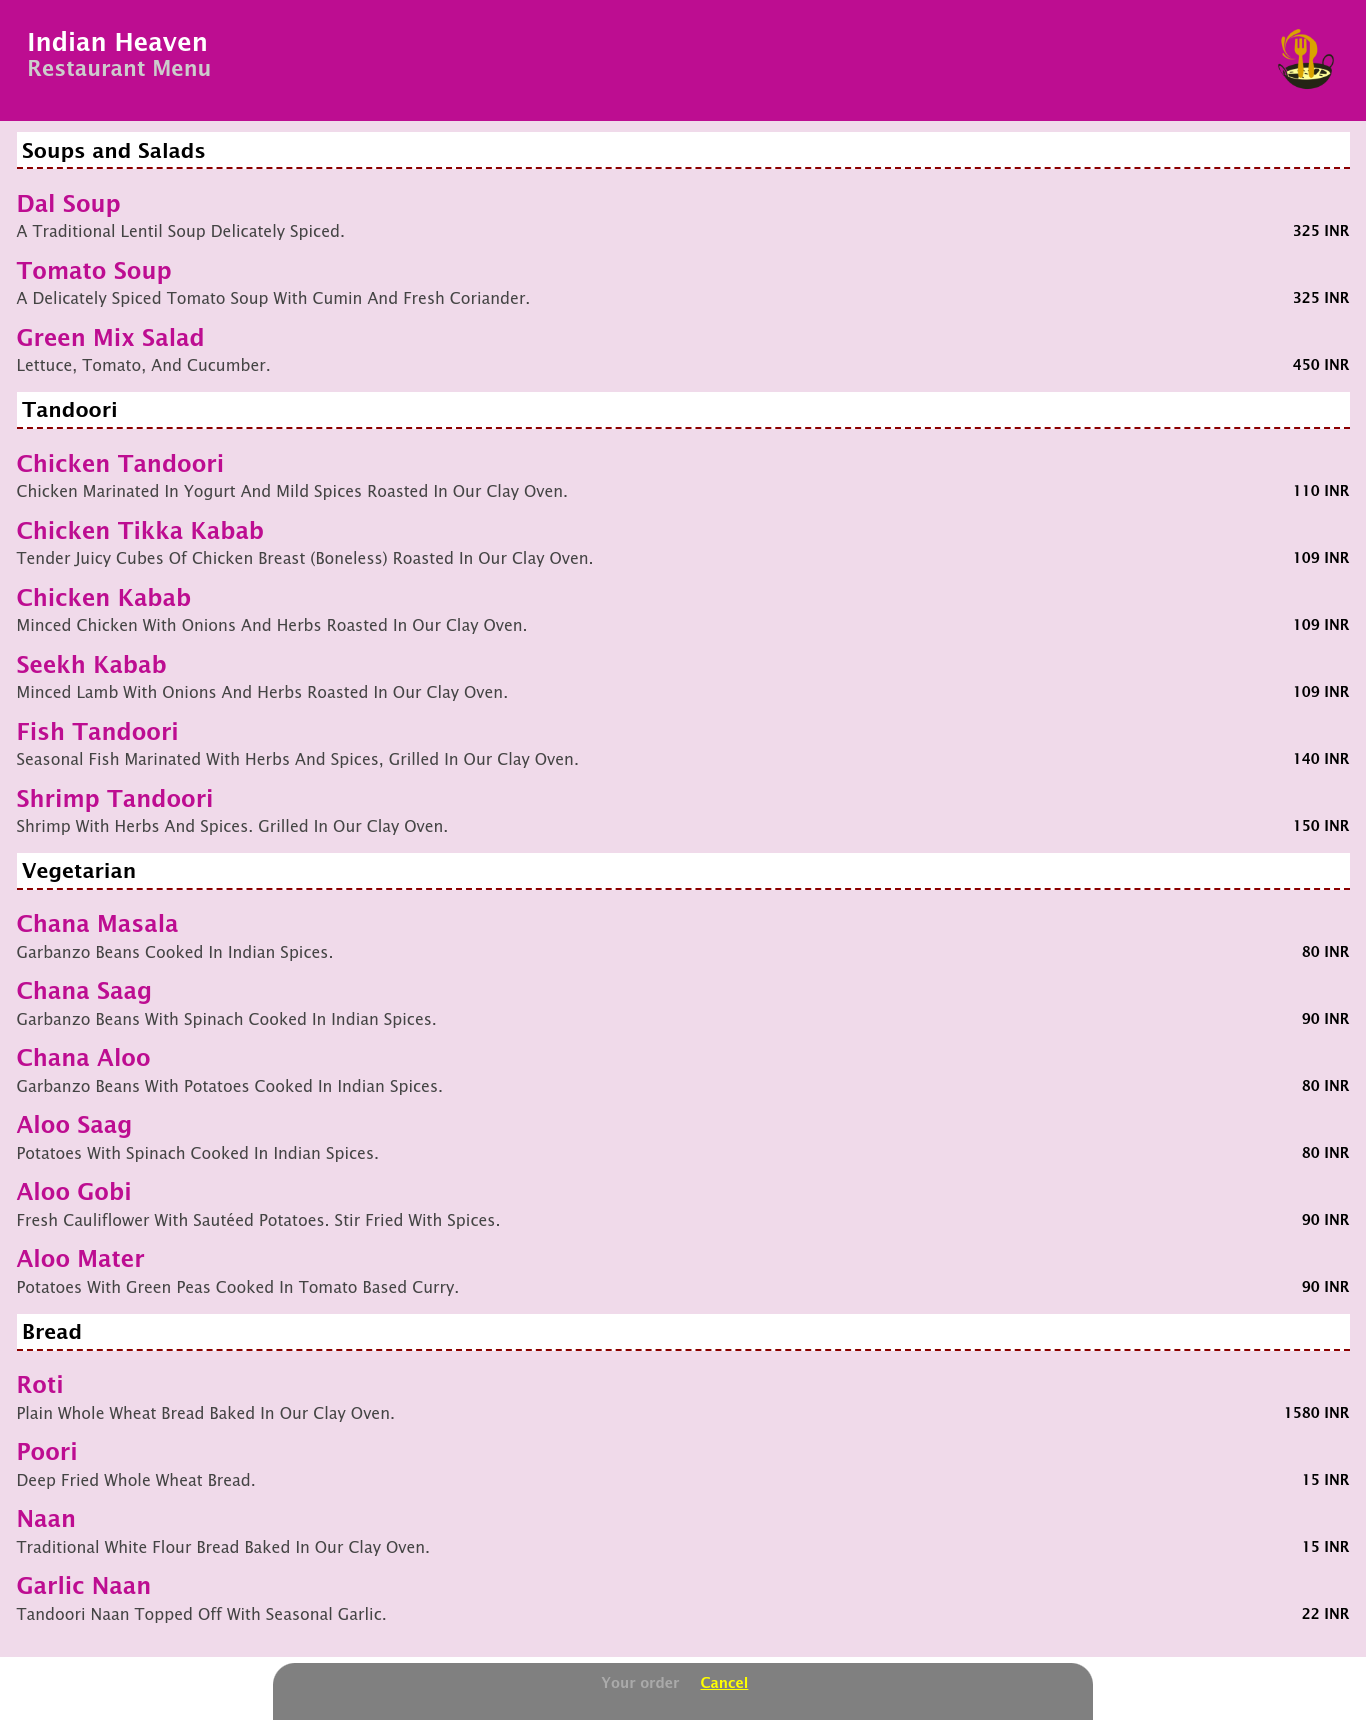 Indian Heaven
Restaurant Menu
Soups and Salads
Dal Soup
A Traditional Lentil Soup Delicately Spiced.
325 INR
Tomato Soup
A Delicately Spiced Tomato Soup With Cumin And Fresh Coriander.
325 INR
Green Mix Salad
Lettuce, Tomato, And Cucumber.
450 INR
Tandoori
Chicken Tandoori
Chicken Marinated In Yogurt And Mild Spices Roasted In Our Clay Oven.
110 INR
Chicken Tikka Kabab
Tender Juicy Cubes Of Chicken Breast (Boneless) Roasted In Our Clay Oven.
109 INR
Chicken Kabab
Minced Chicken With Onions And Herbs Roasted In Our Clay Oven.
109 INR
Seekh Kabab
Minced Lamb With Onions And Herbs Roasted In Our Clay Oven.
109 INR
Fish Tandoori
Seasonal Fish Marinated With Herbs And Spices, Grilled In Our Clay Oven.
140 INR
Shrimp Tandoori
Shrimp With Herbs And Spices. Grilled In Our Clay Oven.
150 INR
Vegetarian
Chana Masala
Garbanzo Beans Cooked In Indian Spices.
80 INR
Chana Saag
Garbanzo Beans With Spinach Cooked In Indian Spices.
90 INR
Chana Aloo
Garbanzo Beans With Potatoes Cooked In Indian Spices.
80 INR
Aloo Saag
Potatoes With Spinach Cooked In Indian Spices.
80 INR
Aloo Gobi
Fresh Cauliflower With Sautéed Potatoes. Stir Fried With Spices.
90 INR
Aloo Mater
Potatoes With Green Peas Cooked In Tomato Based Curry.
90 INR
Bread
Roti
Plain Whole Wheat Bread Baked In Our Clay Oven.
1580 INR
Poori
Deep Fried Whole Wheat Bread.
15 INR
Naan
Traditional White Flour Bread Baked In Our Clay Oven.
15 INR
Garlic Naan
Tandoori Naan Topped Off With Seasonal Garlic.
22 INR
Your order Cancel